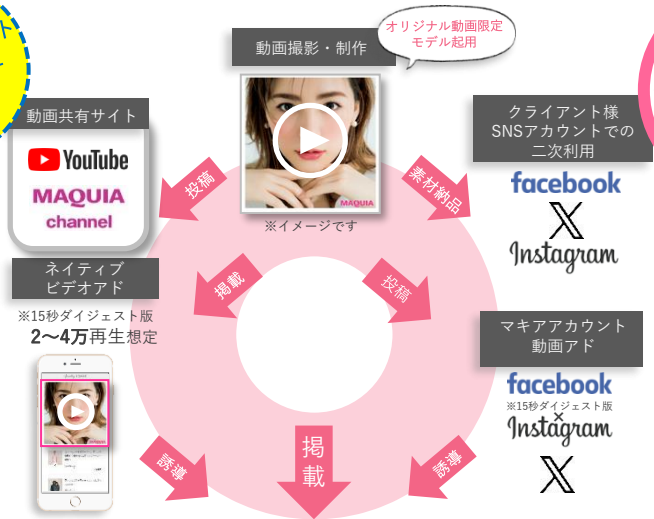 ト
オリジナル動画限定
モデル起用
動画撮影・制作
動画共有サイト
YouTube
MAQUIA
channel
MAQUIA
※イメージです
クライアント様
SNSアカウントでの
二次利用
facebook
X
Instagram
投稿
素材納品
掲載
投稿
ネイティブ
ビデオアド
※15秒ダイジェスト版
2〜4万再生想定
マキアアカウント
動画アド
facebook
※15秒ダイジェスト版
×
Instagram
X
誘導
掲載
誘導